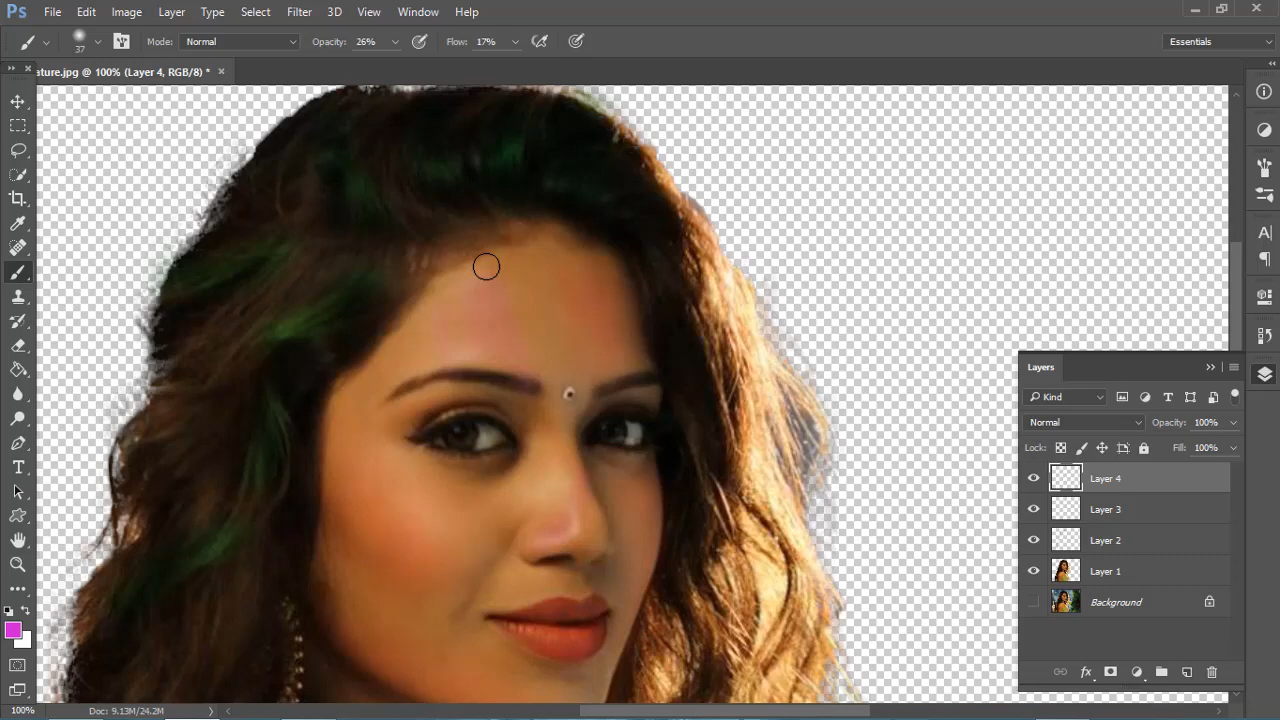 Ps File Edit Image Layer Type Select Filter 3D View Window Help
37 Mode: Normal Opacity: 26% Flow: 17% Essentials
ature.jpg @ 100% (Layer 4, RGB/8) * ×
Layers
Kind
Normal Opacity: 100%
Lock: Fill: 100%
Layer 4
Layer 3
Layer 2
Layer 1
Background
100% Doc: 9.13M/24.2M